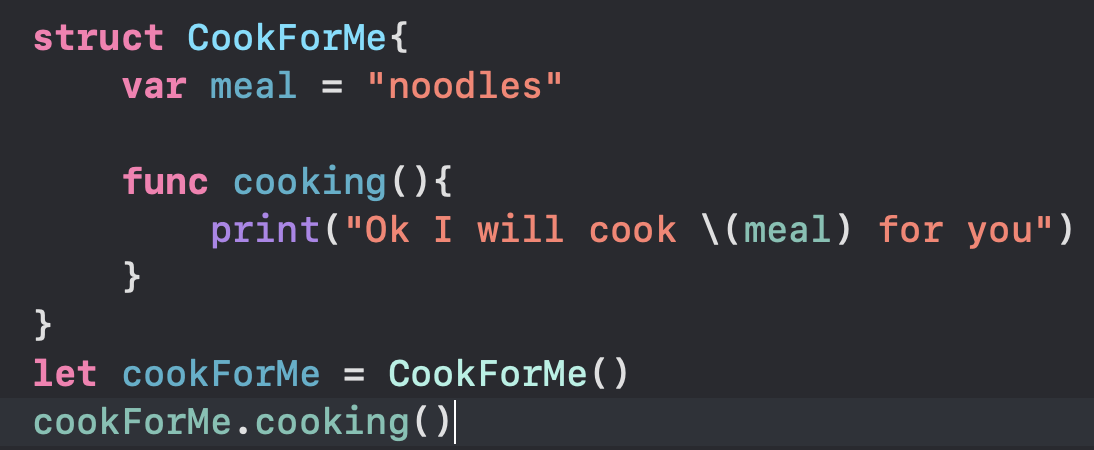 struct CookForMe{
    var meal = "noodles"
    func cooking(){
        print("Ok I will cook \(meal) for you")
    }
}
let cookForMe = CookForMe()
cookForMe.cooking()